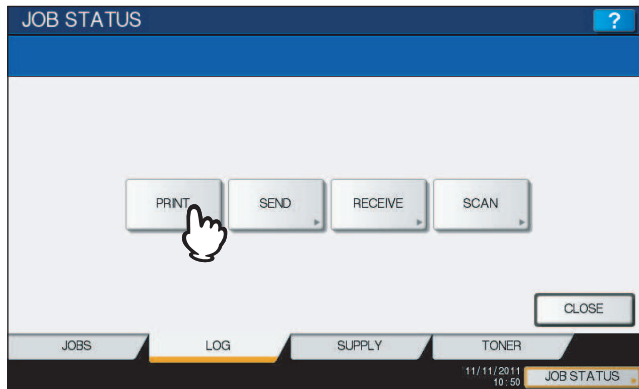 JOB STATUS ?
PRINT SEND RECEIVE SCAN
CLOSE
JOBS LOG SUPPLY TONER
11/11/2011
10:50 JOB STATUS